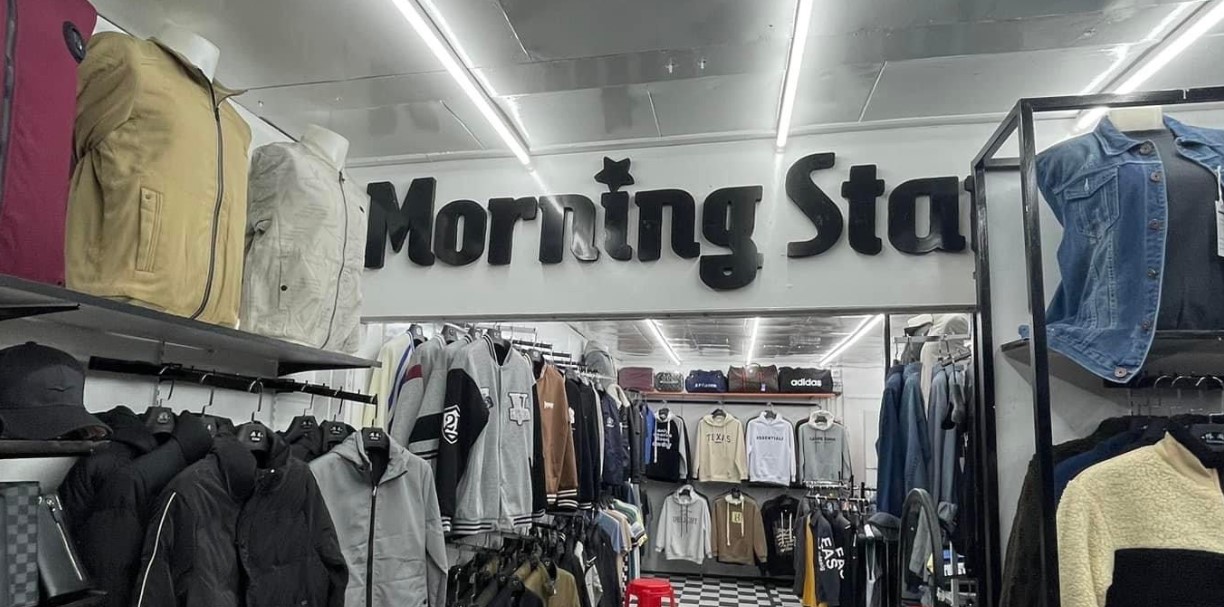 Morning Sta
adidas
TEXAS
ESSENTIALS